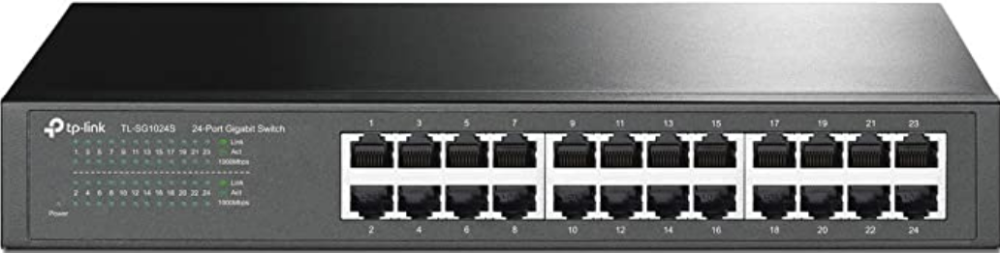 tp-link TL-SG1024S 24-Port Gigabit Switch
Link
1 3 5 7 9 11 13 15 17 19 21 23 Act
1000Mbps
Link
2 4 6 8 10 12 14 16 18 20 22 24 Act
1000Mbps
Power
1 3 5 7 9 11 13 15 17 19 21 23
2 4 6 8 10 12 14 16 18 20 22 24